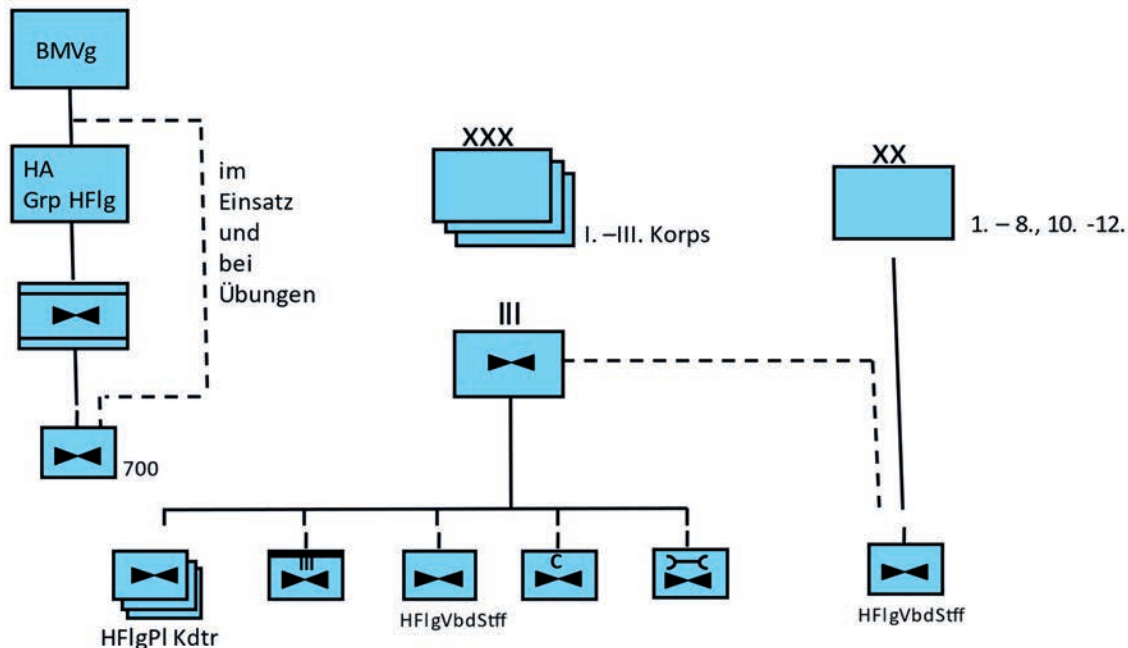 BMVg
HA
Grp HFlg
im
Einsatz
und
bei
Übungen
700
XXX
I. –III. Korps
XX
1. – 8., 10. -12.
III
HFlgPl Kdtr
III
HFlgVbdStff
C
HFlgVbdStff